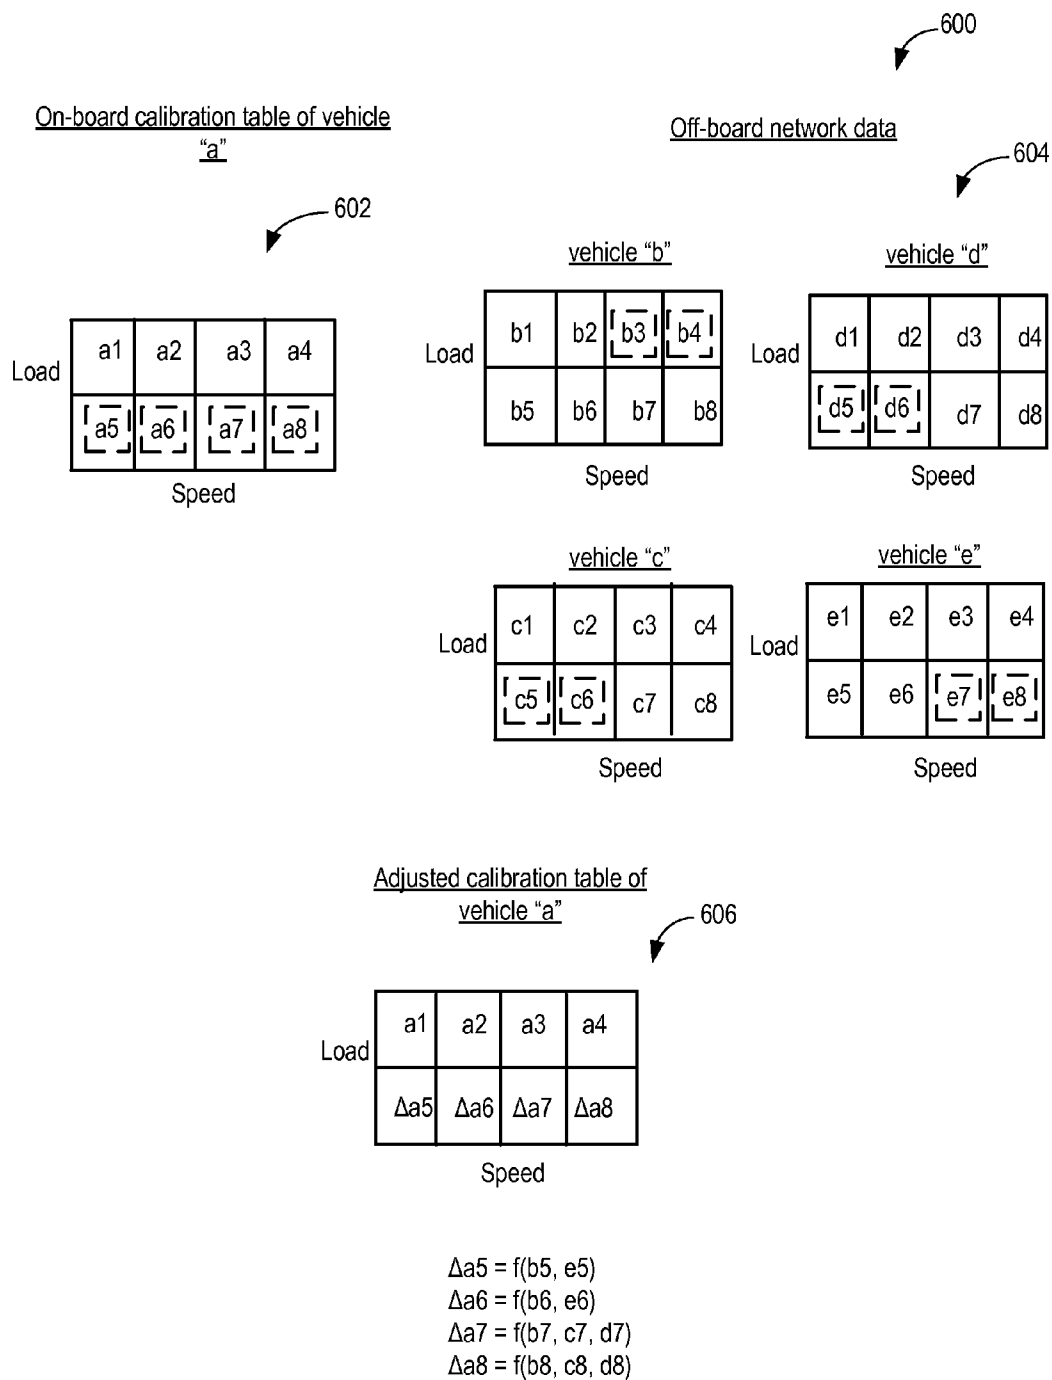 600
On-board calibration table of vehicle
“a”
Off-board network data
604
602
vehicle “b”
vehicle “d”
a1 a2 a3 a4
Load
a5 a6 a7 a8
Speed
b1 b2 b3 b4
Load
b5 b6 b7 b8
Speed
d1 d2 d3 d4
Load
d5 d6 d7 d8
Speed
vehicle “c”
vehicle “e”
c1 c2 c3 c4
Load
c5 c6 c7 c8
Speed
e1 e2 e3 e4
Load
e5 e6 e7 e8
Speed
Adjusted calibration table of
vehicle “a”
606
a1 a2 a3 a4
Load
Δa5 Δa6 Δa7 Δa8
Speed
Δa5 = f(b5, e5)
Δa6 = f(b6, e6)
Δa7 = f(b7, c7, d7)
Δa8 = f(b8, c8, d8)